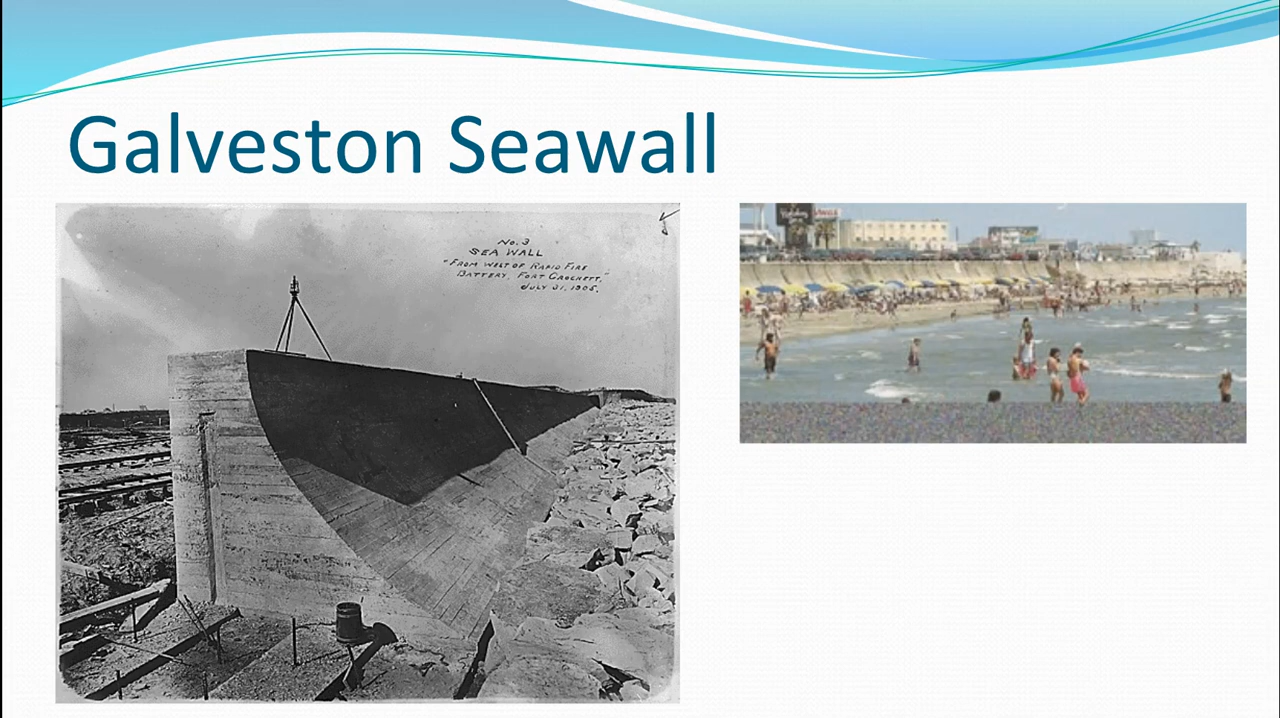 Galveston Seawall
No. 3
SEA WALL
"FROM WEST OF RAPID FIRE
BATTERY, FORT CROCKETT,"
JULY 31, 1905.